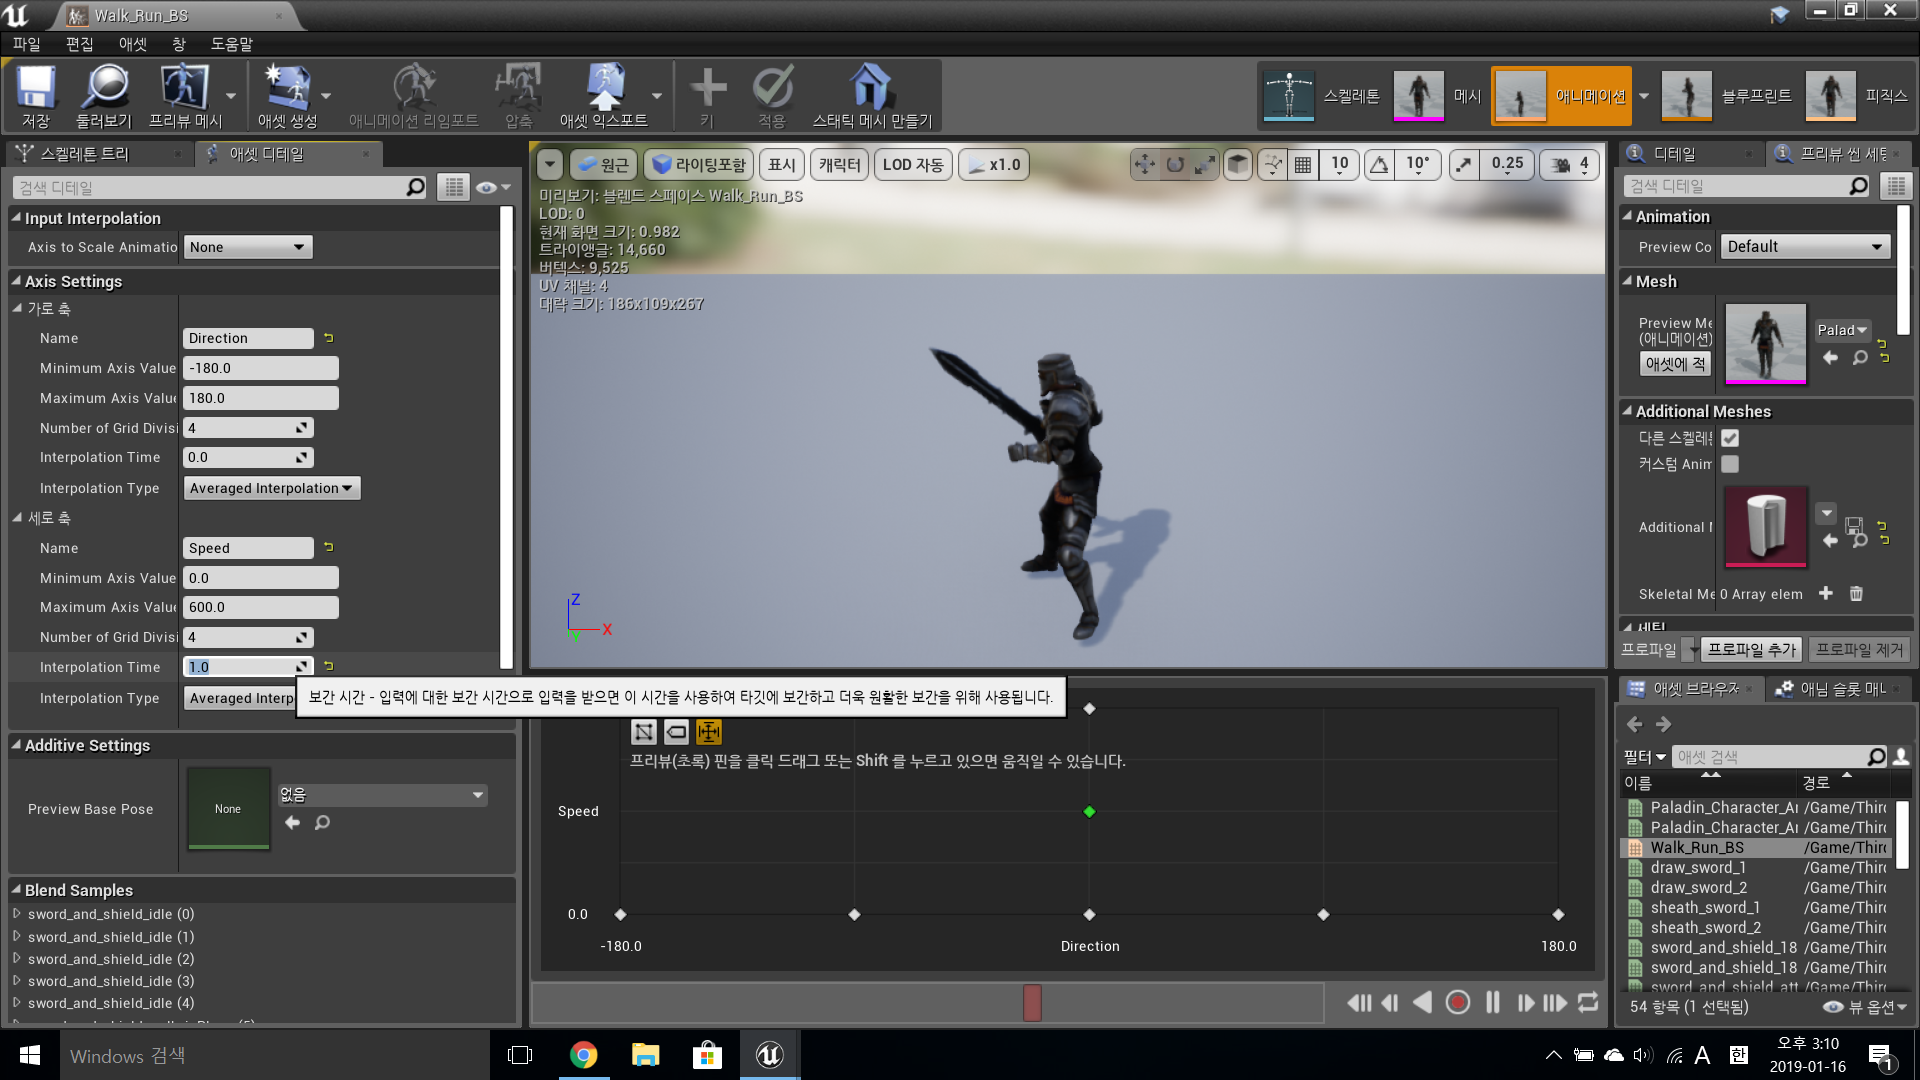 Walk_Run_BS
파일 편집 애셋 창 도움말
저장 둘러보기 프리뷰 메시 애셋 생성 애니메이션 리임포트 압축 애셋 익스포트 키 적용 스태틱 메시 만들기
스켈레톤 메시 애니메이션 블루프린트 피직스
스켈레톤 트리 애셋 디테일
검색 디테일
Input Interpolation
Axis to Scale Animatio None
Axis Settings
가로 축
Name Direction
Minimum Axis Value -180.0
Maximum Axis Valu 180.0
Number of Grid Divisi 4
Interpolation Time 0.0
Interpolation Type Averaged Interpolation
세로 축
Name Speed
Minimum Axis Value 0.0
Maximum Axis Valu 600.0
Number of Grid Divisi 4
Interpolation Time 1.0
Interpolation Type Averaged Interp
보간 시간 - 입력에 대한 보간 시간으로 입력을 받으면 이 시간을 사용하여 타깃에 보간하고 더욱 원활한 보간을 위해 사용됩니다.
Additive Settings
Preview Base Pose None 없음
Blend Samples
sword_and_shield_idle (0)
sword_and_shield_idle (1)
sword_and_shield_idle (2)
sword_and_shield_idle (3)
sword_and_shield_idle (4)
원근 라이팅포함 표시 캐릭터 LOD 자동 x1.0 10 10° 0.25 4
미리보기: 블렌드 스페이스 Walk_Run_BS
LOD: 0
현재 화면 크기: 0.982
트라이앵글: 14,660
버텍스: 9,525
UV 채널: 4
대략 크기: 186x109x267
Z
Y X
프리뷰(초록) 핀을 클릭 드래그 또는 Shift 를 누르고 있으면 움직일 수 있습니다.
Speed
0.0
-180.0 Direction 180.0
디테일 프리뷰 씬 세팅
검색 디테일
Animation
Preview Co Default
Mesh
Preview Me
(애니메이션) Palad
애셋에 적
Additional Meshes
다른 스켈레
커스텀 Anim
Additional
Skeletal Me 0 Array elem
세팅
프로파일 프로파일 추가 프로파일 제거
애셋 브라우저 애님 슬롯 매니
필터 애셋 검색
이름 경로
Paladin_Character_Ar /Game/Thirc
Paladin_Character_Ar /Game/Thirc
Walk_Run_BS /Game/Thirc
draw_sword_1 /Game/Thirc
draw_sword_2 /Game/Thirc
sheath_sword_1 /Game/Thirc
sheath_sword_2 /Game/Thirc
sword_and_shield_18 /Game/Thirc
sword_and_shield_18 /Game/Thirc
sword_and_shield_att /Game/Thirc
54 항목 (1 선택됨) 뷰 옵션
Windows 검색
A 한 오후 3:10
2019-01-16
1